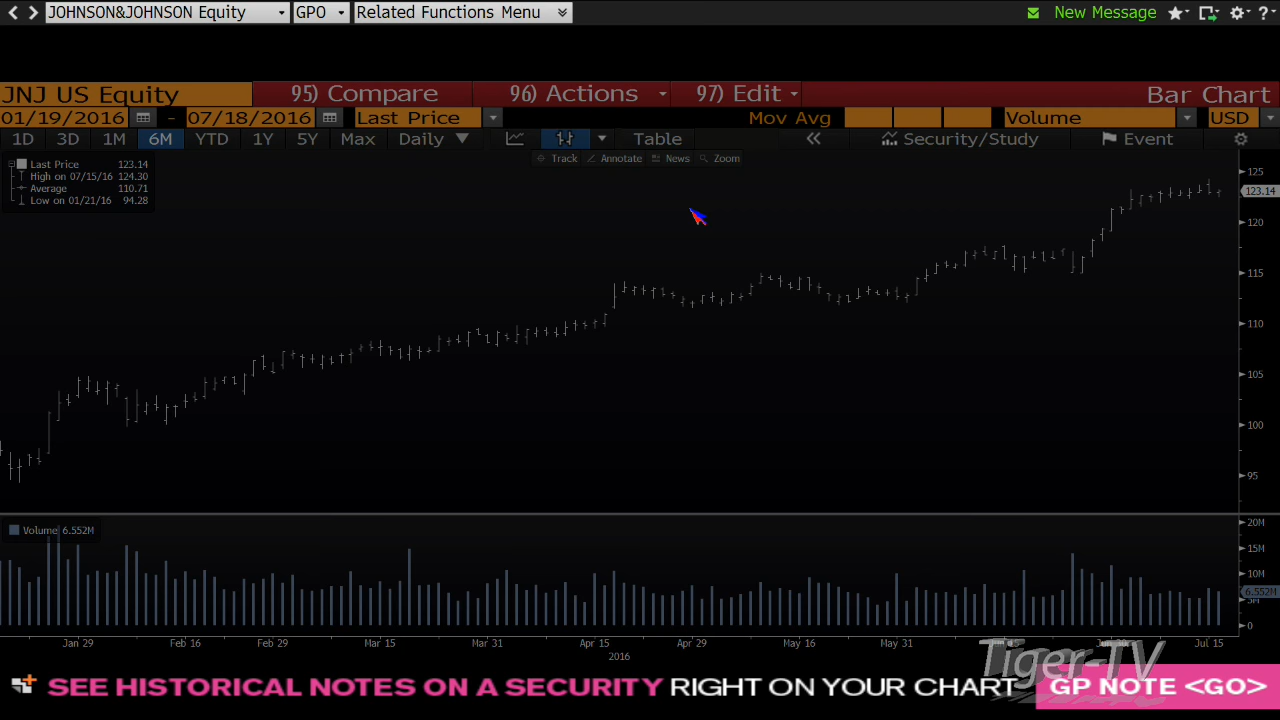 JOHNSON&JOHNSON Equity GPO Related Functions Menu New Message ?
JNJ US Equity 95) Compare 96) Actions 97) Edit Bar Chart
01/19/2016 - 07/18/2016 Last Price Mov Avg Volume USD
1D 3D 1M 6M YTD 1Y 5Y Max Daily Table Security/Study Event
Track Annotate News Zoom
Last Price 123.14
High on 07/15/16 124.30
Average 110.71
Low on 01/21/16 94.28
125
123.14
120
115
110
105
100
95
Volume 6.552M
20M
15M
10M
6.552M
0
Jan 29 Feb 16 Feb 29 Mar 15 Mar 31 Apr 15 Apr 29 May 16 May 31 Jul 15
2016
Tiger-TV
SEE HISTORICAL NOTES ON A SECURITY RIGHT ON YOUR CHART GP NOTE <GO>